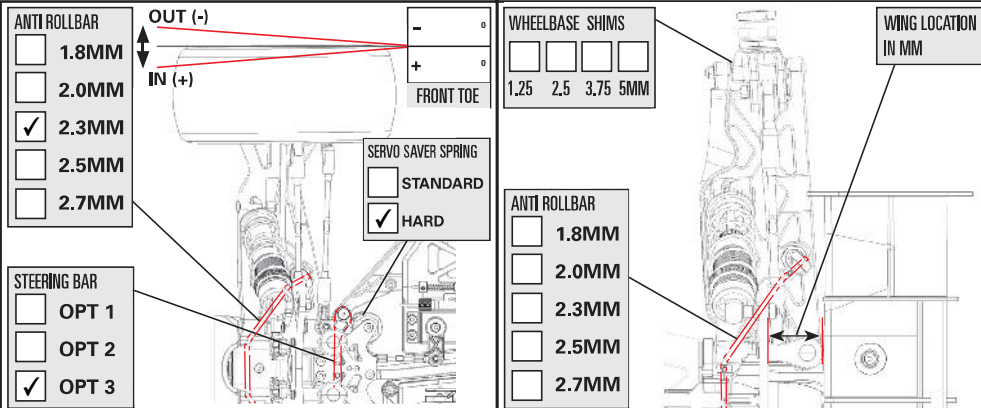 ANTI ROLLBAR
1.8MM
2.0MM
✓ 2.3MM
2.5MM
2.7MM
OUT (-)
IN (+)
- o
+ o
FRONT TOE
SERVO SAVER SPRING
STANDARD
✓ HARD
STEERING BAR
OPT 1
OPT 2
✓ OPT 3
WHEELBASE SHIMS
1.25 2.5 3.75 5MM
WING LOCATION
IN MM
ANTI ROLLBAR
1.8MM
2.0MM
2.3MM
2.5MM
2.7MM